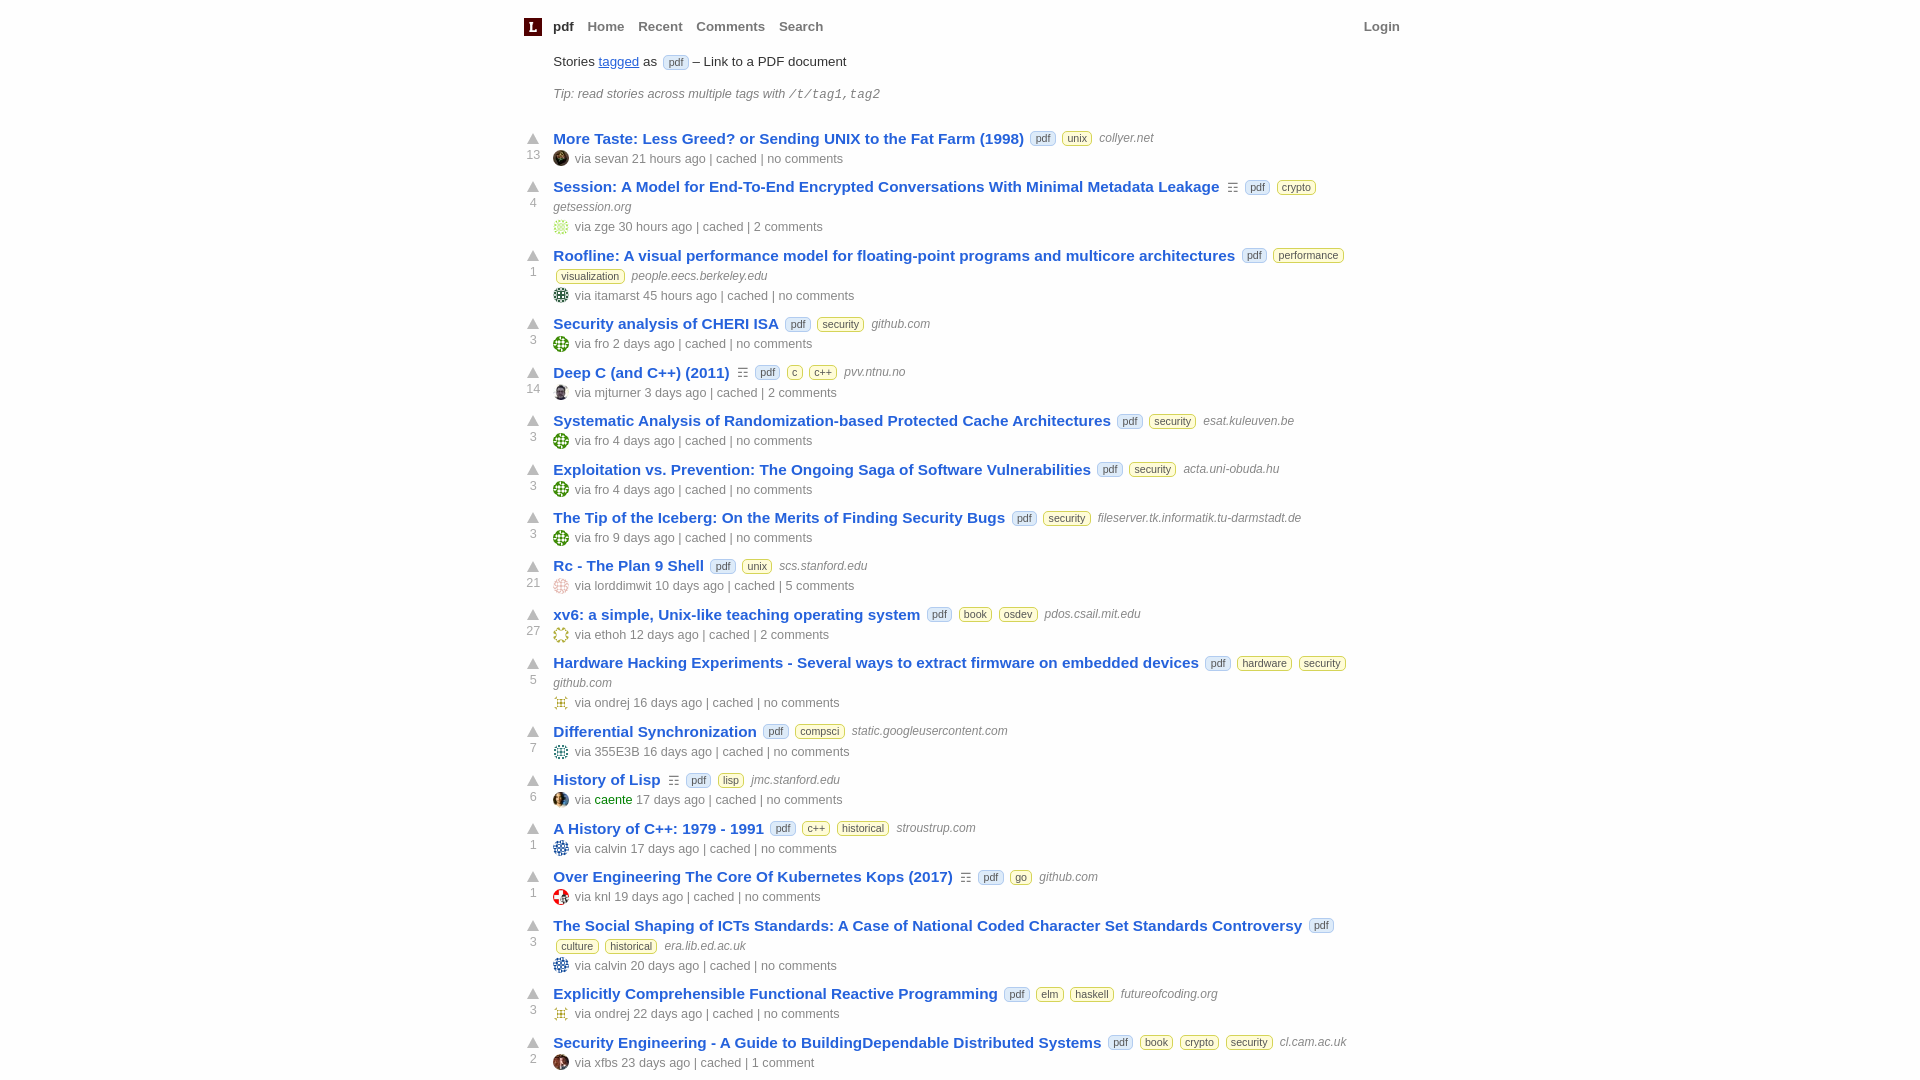 L pdf Home Recent Comments Search Login
Stories tagged as pdf – Link to a PDF document
Tip: read stories across multiple tags with /t/tag1,tag2
More Taste: Less Greed? or Sending UNIX to the Fat Farm (1998) pdf unix collyer.net
13 via sevan 21 hours ago | cached | no comments
Session: A Model for End-To-End Encrypted Conversations With Minimal Metadata Leakage ☶ pdf crypto
4 getsession.org
via zge 30 hours ago | cached | 2 comments
Roofline: A visual performance model for floating-point programs and multicore architectures pdf performance
1 visualization people.eecs.berkeley.edu
via itamarst 45 hours ago | cached | no comments
Security analysis of CHERI ISA pdf security github.com
3 via fro 2 days ago | cached | no comments
Deep C (and C++) (2011) ☶ pdf c c++ pvv.ntnu.no
14 via mjturner 3 days ago | cached | 2 comments
Systematic Analysis of Randomization-based Protected Cache Architectures pdf security esat.kuleuven.be
3 via fro 4 days ago | cached | no comments
Exploitation vs. Prevention: The Ongoing Saga of Software Vulnerabilities pdf security acta.uni-obuda.hu
3 via fro 4 days ago | cached | no comments
The Tip of the Iceberg: On the Merits of Finding Security Bugs pdf security fileserver.tk.informatik.tu-darmstadt.de
3 via fro 9 days ago | cached | no comments
Rc - The Plan 9 Shell pdf unix scs.stanford.edu
21 via lorddimwit 10 days ago | cached | 5 comments
xv6: a simple, Unix-like teaching operating system pdf book osdev pdos.csail.mit.edu
27 via ethoh 12 days ago | cached | 2 comments
Hardware Hacking Experiments - Several ways to extract firmware on embedded devices pdf hardware security
5 github.com
via ondrej 16 days ago | cached | no comments
Differential Synchronization pdf compsci static.googleusercontent.com
7 via 355E3B 16 days ago | cached | no comments
History of Lisp ☶ pdf lisp jmc.stanford.edu
6 via caente 17 days ago | cached | no comments
A History of C++: 1979 - 1991 pdf c++ historical stroustrup.com
1 via calvin 17 days ago | cached | no comments
Over Engineering The Core Of Kubernetes Kops (2017) ☶ pdf go github.com
1 via knl 19 days ago | cached | no comments
The Social Shaping of ICTs Standards: A Case of National Coded Character Set Standards Controversy pdf
3 culture historical era.lib.ed.ac.uk
via calvin 20 days ago | cached | no comments
Explicitly Comprehensible Functional Reactive Programming pdf elm haskell futureofcoding.org
3 via ondrej 22 days ago | cached | no comments
Security Engineering - A Guide to BuildingDependable Distributed Systems pdf book crypto security cl.cam.ac.uk
2 via xfbs 23 days ago | cached | 1 comment